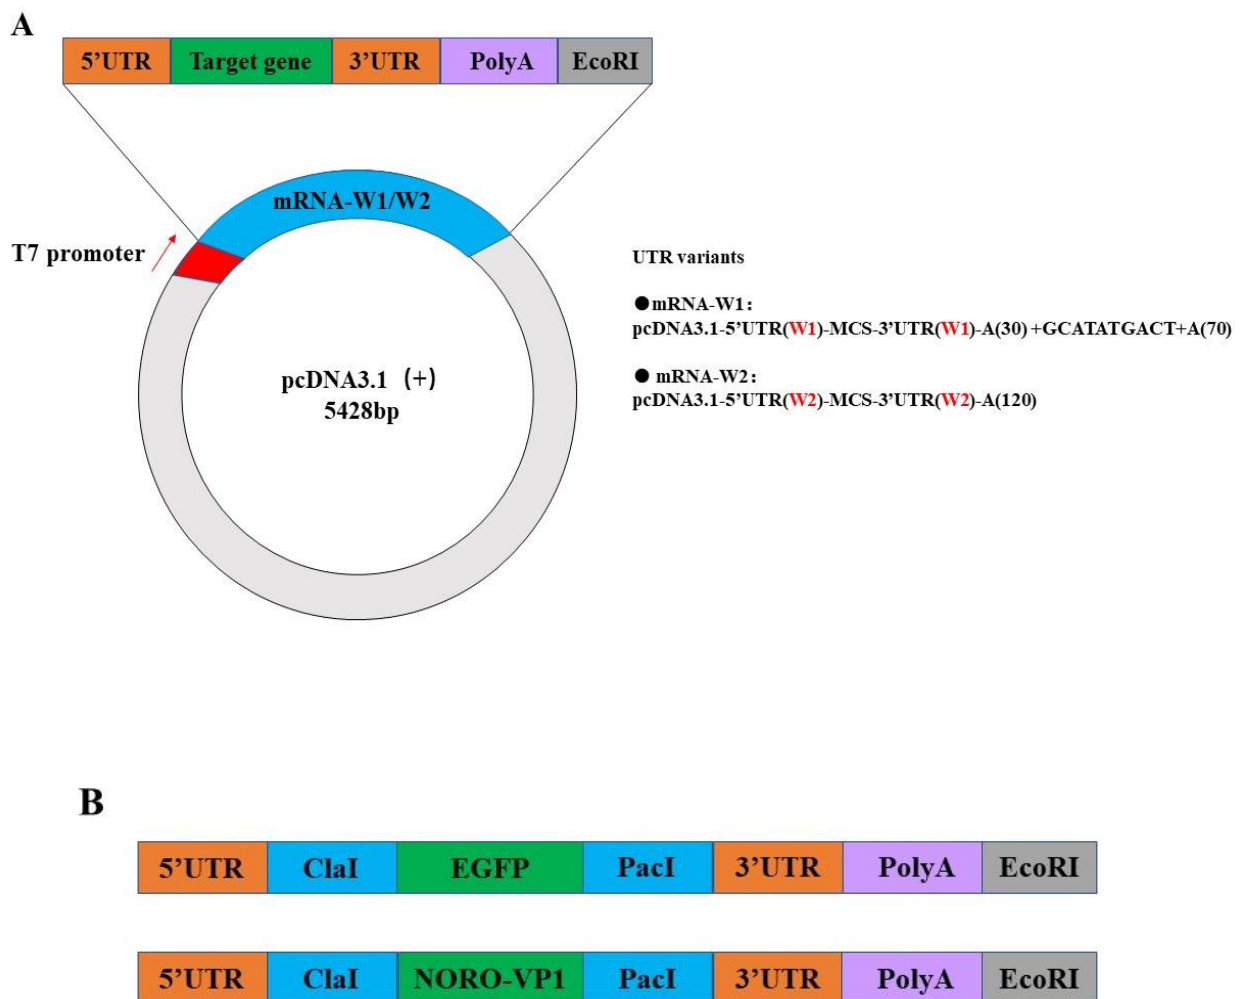 A
5’UTR Target gene 3’UTR PolyA EcoRI
mRNA-W1/W2
T7 promoter
pcDNA3.1 (+)
5428bp
UTR variants
●mRNA-W1:
pcDNA3.1-5’UTR(W1)-MCS-3’UTR(W1)-A(30)+GCATATGACT+A(70)
● mRNA-W2:
pcDNA3.1-5’UTR(W2)-MCS-3’UTR(W2)-A(120)
B
5’UTR ClaI EGFP PacI 3’UTR PolyA EcoRI
5’UTR ClaI NORO-VP1 PacI 3’UTR PolyA EcoRI